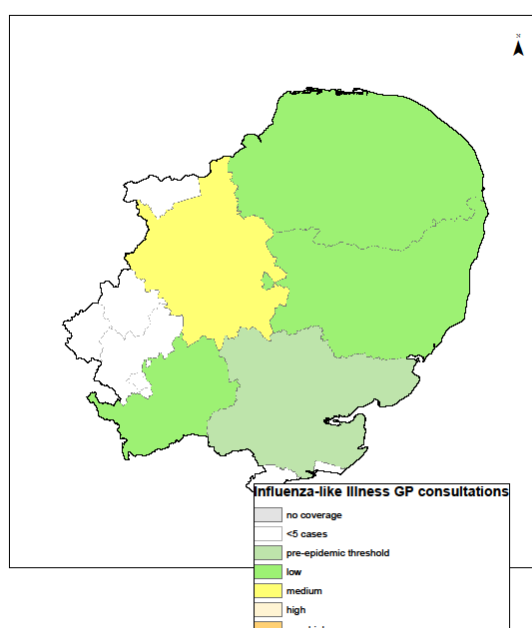 N
Influenza-like Illness GP consultations
no coverage
<5 cases
pre-epidemic threshold
low
medium
high